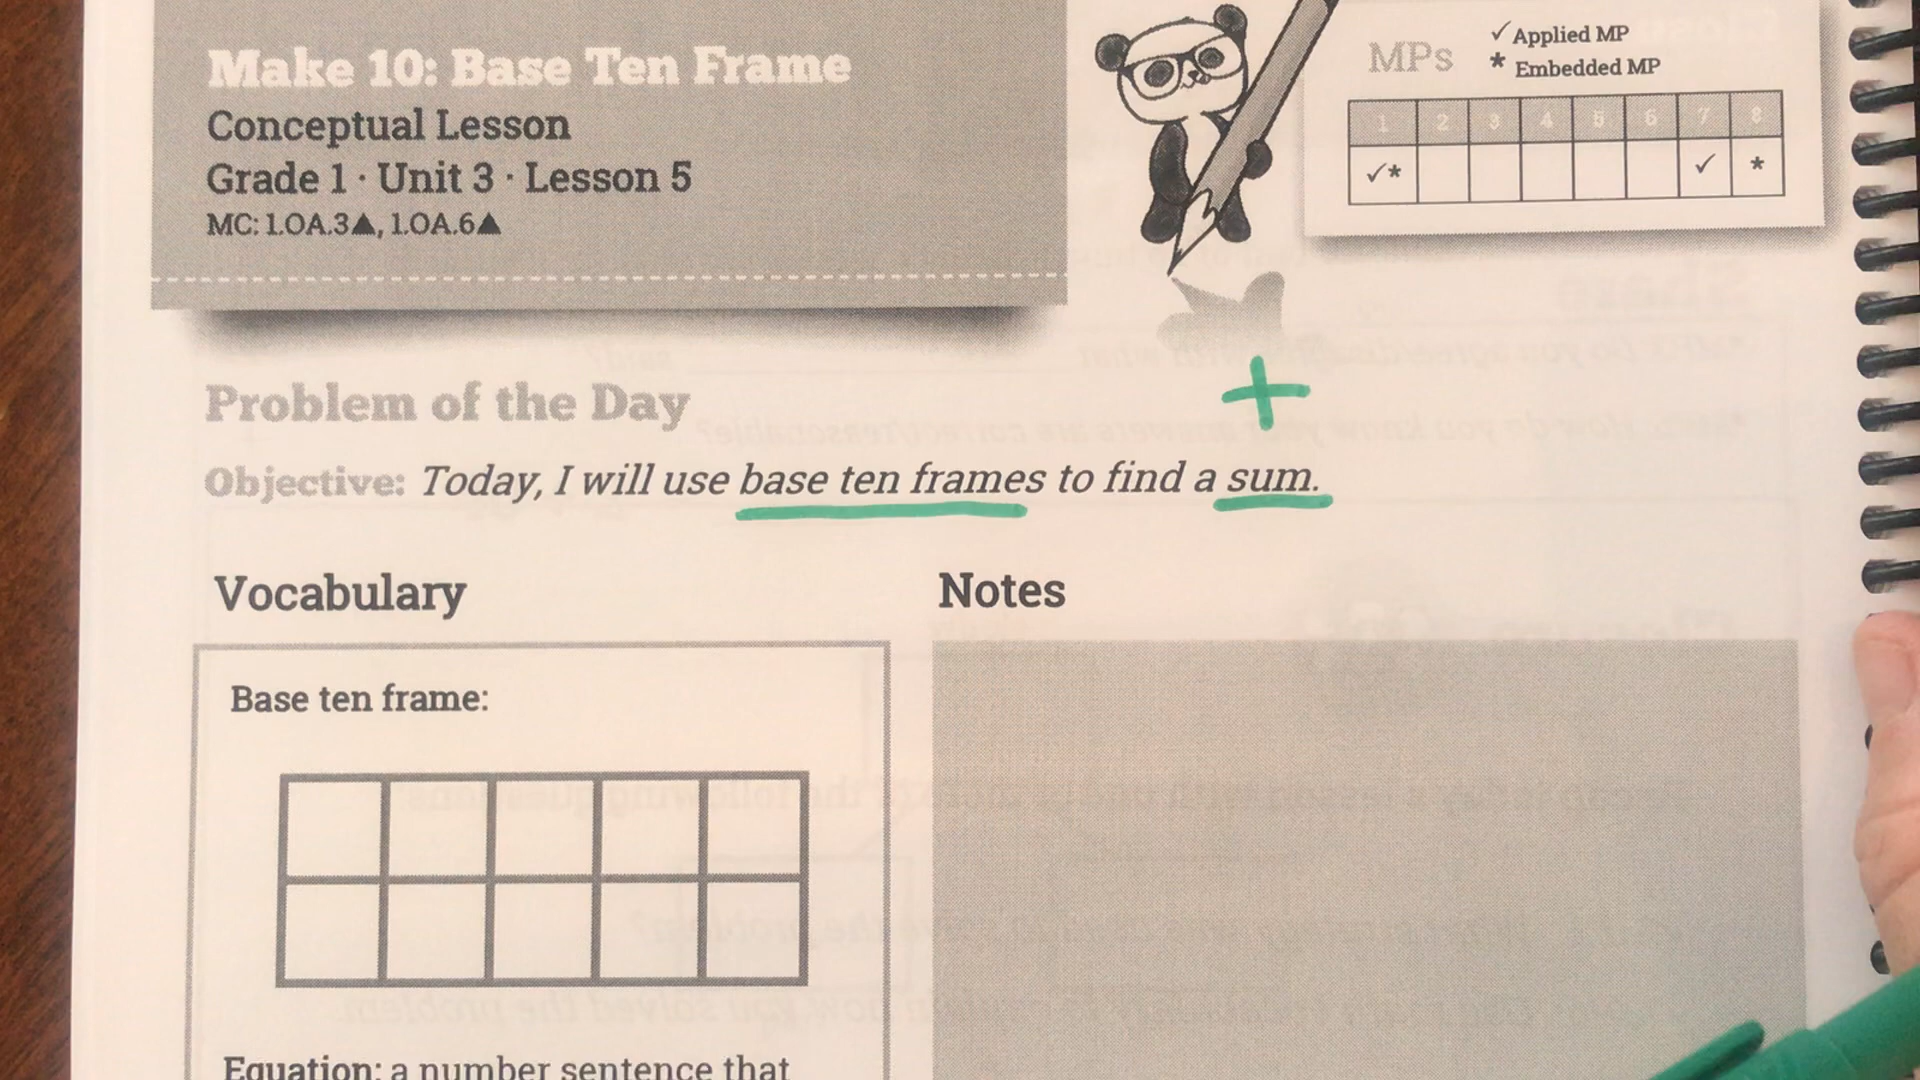 Make 10: Base Ten Frame
Conceptual Lesson
Grade 1 · Unit 3 · Lesson 5
MC: 1.OA.3▲, 1.OA.6▲
MPs
✓ Applied MP
* Embedded MP
1 2 3 4 5 6 7 8
✓* ✓ *
Problem of the Day
+
Objective: Today, I will use base ten frames to find a sum.
Vocabulary
Notes
Base ten frame:
Equation: a number sentence that